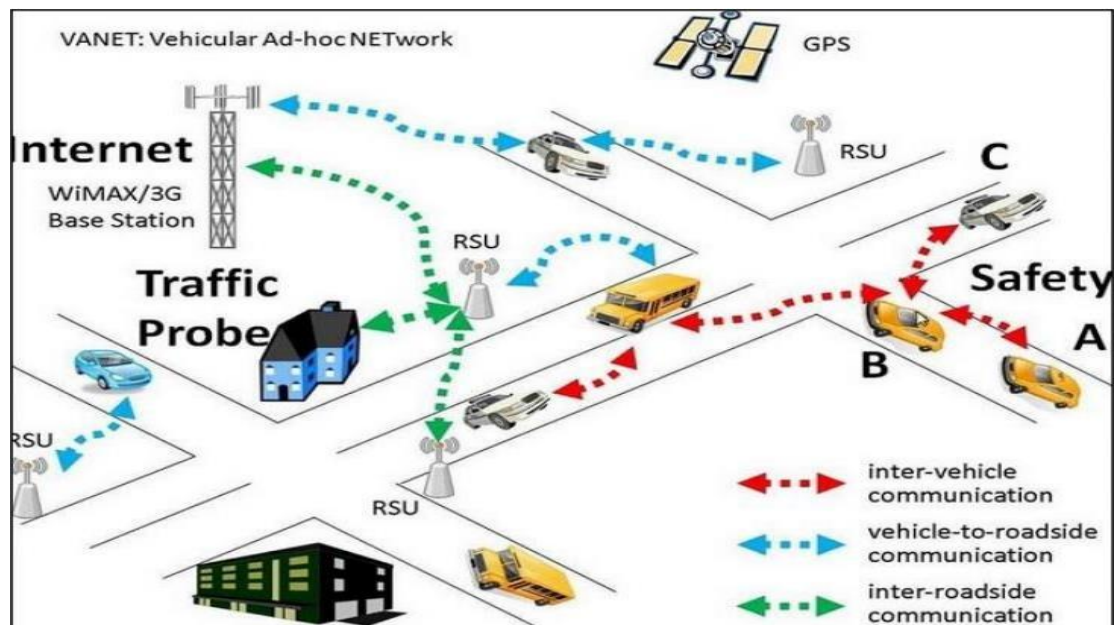 VANET: Vehicular Ad-hoc NETwork
GPS
Internet
WiMAX/3G
Base Station
RSU
C
RSU
Traffic
Probe
Safety
A
B
RSU
RSU
inter-vehicle
communication
vehicle-to-roadside
communication
inter-roadside
communication